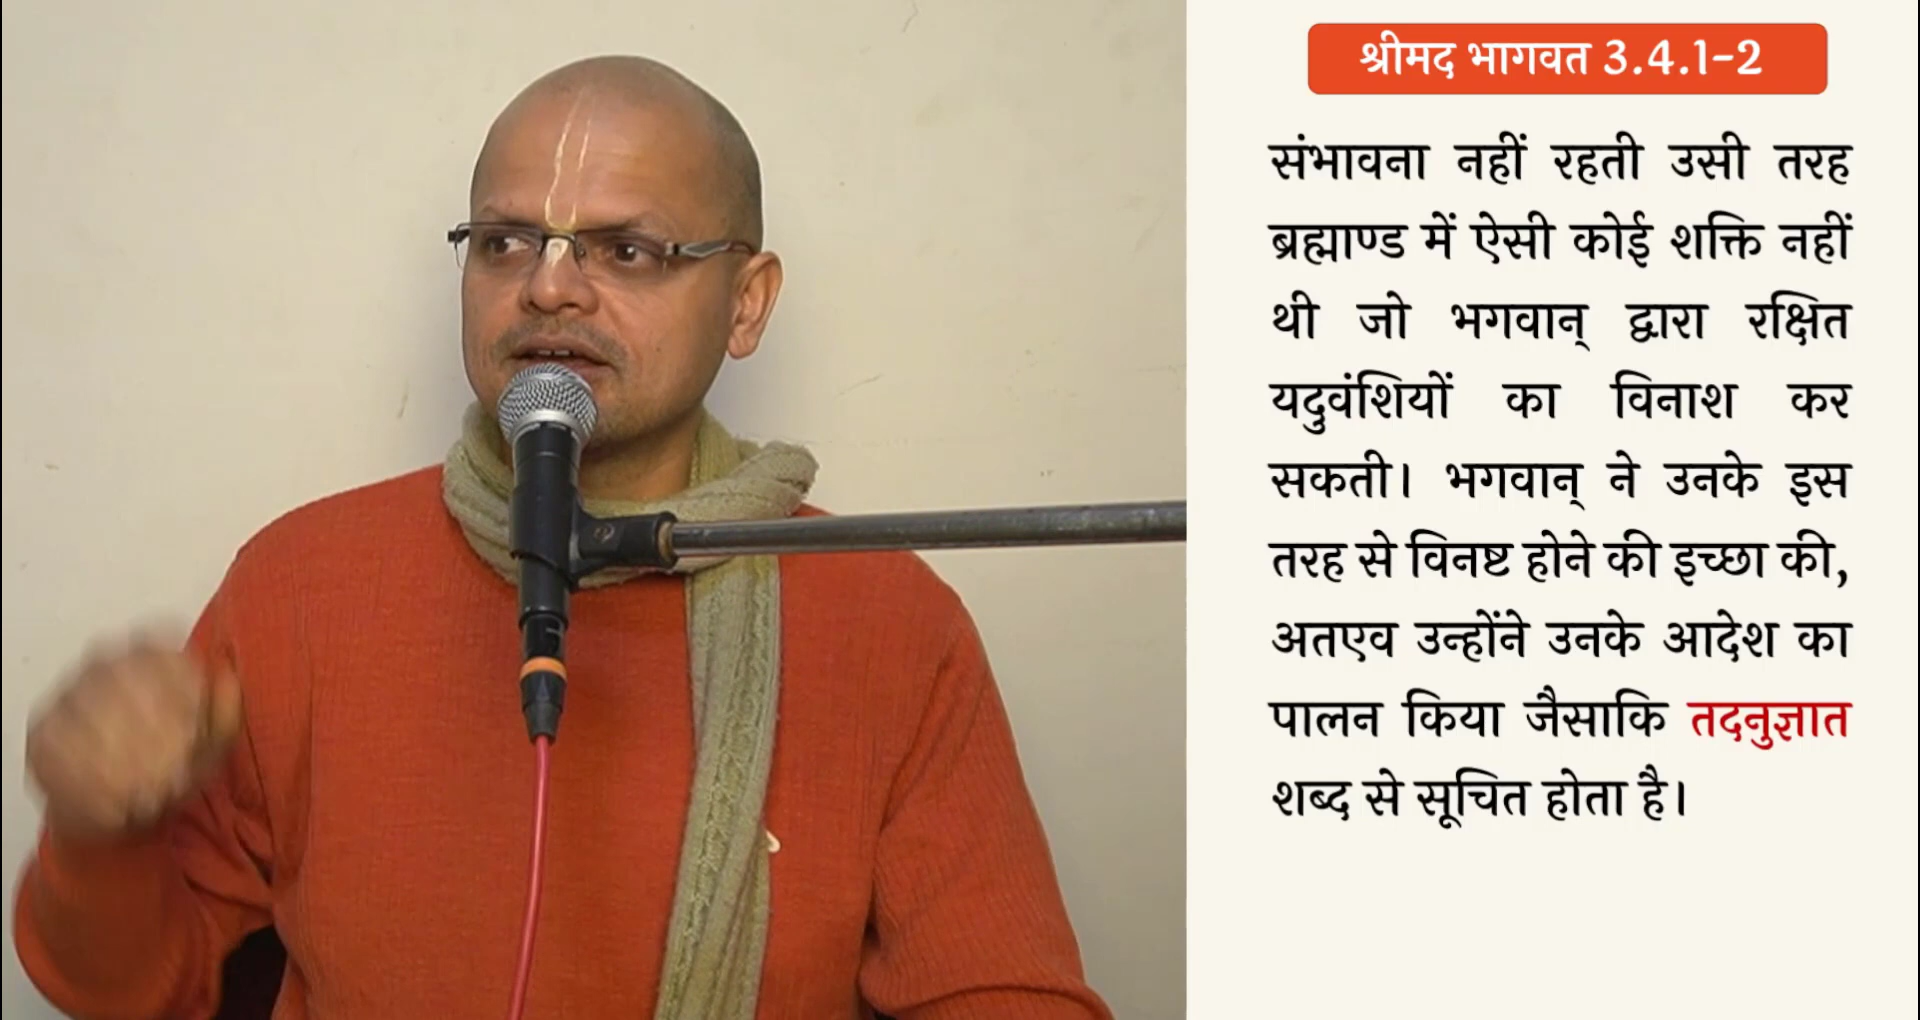 श्रीमद भागवत 3.4.1-2
संभावना नहीं रहती उसी तरह
ब्रह्माण्ड में ऐसी कोई शक्ति नहीं
थी जो भगवान् द्वारा रक्षित
यदुवंशियों का विनाश कर
सकती। भगवान् ने उनके इस
तरह से विनष्ट होने की इच्छा की,
अतएव उन्होंने उनके आदेश का
पालन किया जैसाकि तदनुज्ञात
शब्द से सूचित होता है।